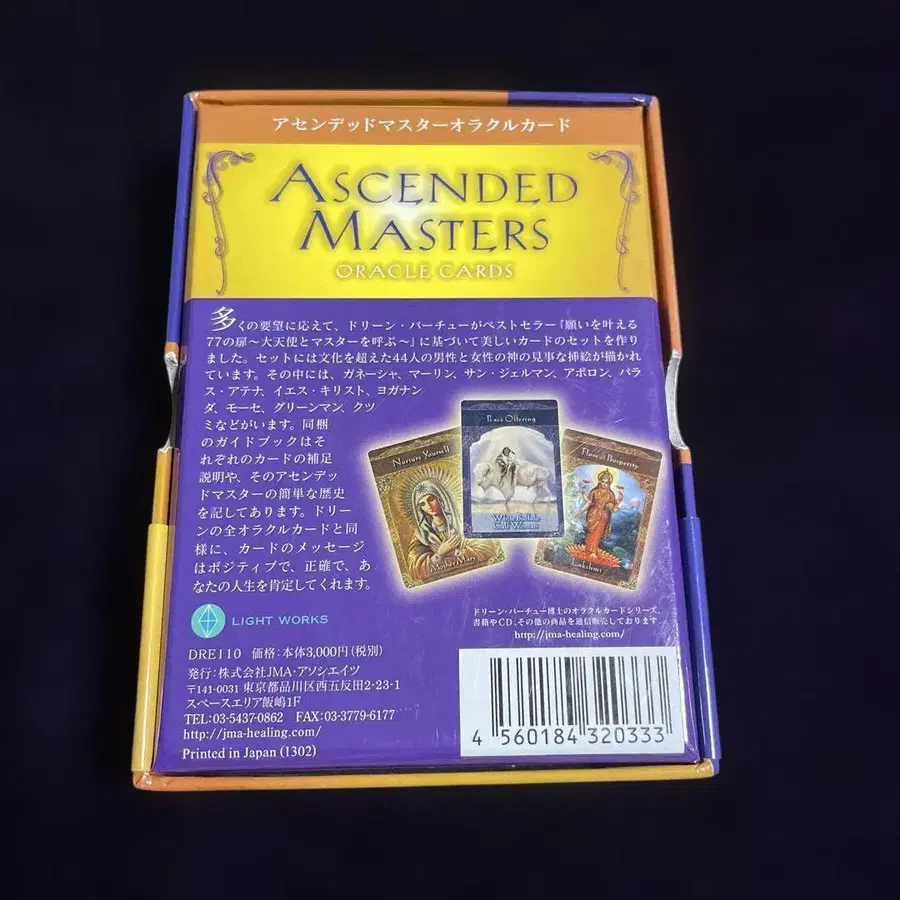 アセンデッドマスターオラクルカード
ASCENDED
MASTERS
ORACLE CARDS
多くの要望に応えて、ドリーン・バーチューがベストセラー『願いを叶える
77の扉〜大天使とマスターを呼ぶ〜』に基づいて美しいカードのセットを作り
ました。セットには文化を超えた44人の男性と女性の神の見事な挿絵が描かれ
ています。その中には、ガネーシャ、マーリン、サン・ジェルマン、アポロン、パラ
ス・アテナ、イエス・キリスト、ヨガナン
ダ、モーセ、グリーンマン、クツ
ミなどがいます。同梱
のガイドブックはそ
れぞれのカードの補足
説明や、そのアセンデッ
ドマスターの簡単な歴史
を記してあります。ドリー
ンの全オラクルカードと同
様に、カードのメッセージ
はポジティブで、正確で、あ
なたの人生を肯定してくれます。
Nurture Yourself
Mother Mary
Peace Offering
White Buffalo
Calf Woman
Flow of Prosperity
Lakshmi
LIGHT WORKS
ドリーン・バーチュー博士のオラクルカードシリーズ、
書籍やCD、その他の商品を通信販売しております。
http://jma-healing.com/
DRE110 価格:本体3,000円(税別)
発行:株式会社JMA・アソシエイツ
〒141-0031 東京都品川区西五反田2-23-1
スペースエリア飯嶋1F
TEL:03-5437-0862 FAX:03-3779-6177
http://jma-healing.com/
Printed in Japan (1302)
4 560184 320333